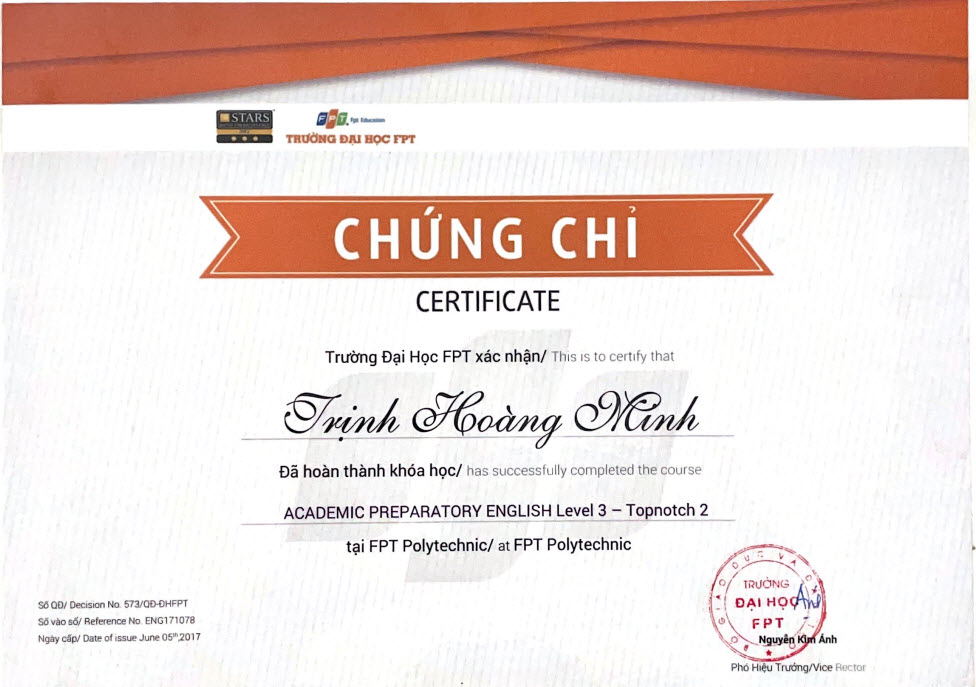 STARS
FPT. Fpt Education
TRƯỜNG ĐẠI HỌC FPT
CHỨNG CHỈ
CERTIFICATE
Trường Đại Học FPT xác nhận/ This is to certify that
Trịnh Hoàng Minh
Đã hoàn thành khóa học/ has successfully completed the course
ACADEMIC PREPARATORY ENGLISH Level 3 – Topnotch 2
tại FPT Polytechnic/ at FPT Polytechnic
Số QĐ/ Decision No. 573/QĐ-ĐHFPT
Số vào sổ/ Reference No. ENG171078
Ngày cấp/ Date of issue June 05th,2017
TRƯỜNG
ĐẠI HỌC
FPT
Nguyễn Kim Ánh
Phó Hiệu Trưởng/Vice Rector